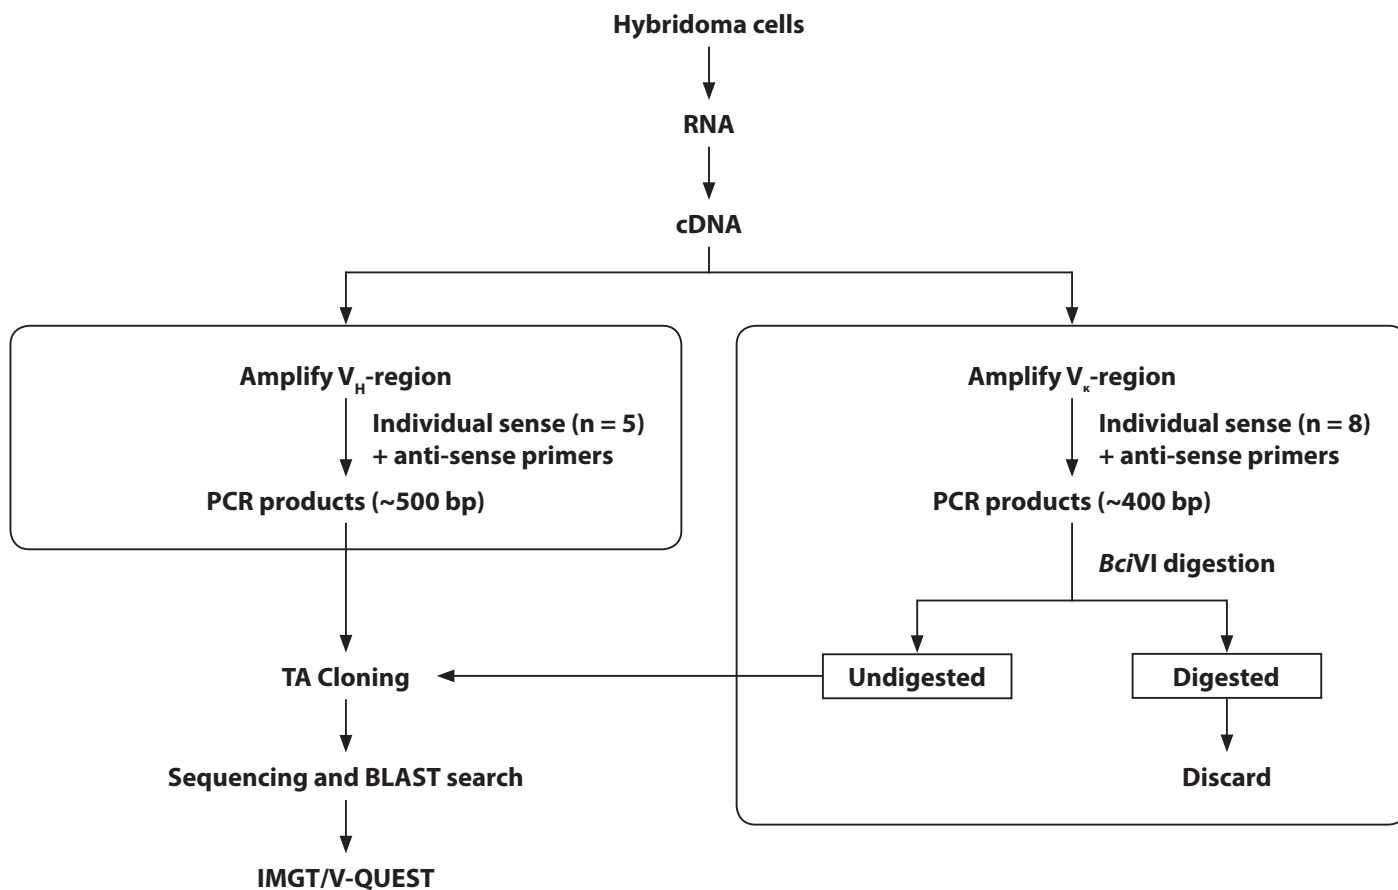 Hybridoma cells
RNA
cDNA
Amplify VH-region
Individual sense (n = 5)
+ anti-sense primers
PCR products (~500 bp)
Amplify Vκ-region
Individual sense (n = 8)
+ anti-sense primers
PCR products (~400 bp)
BciVI digestion
Undigested
Digested
Discard
TA Cloning
Sequencing and BLAST search
IMGT/V-QUEST